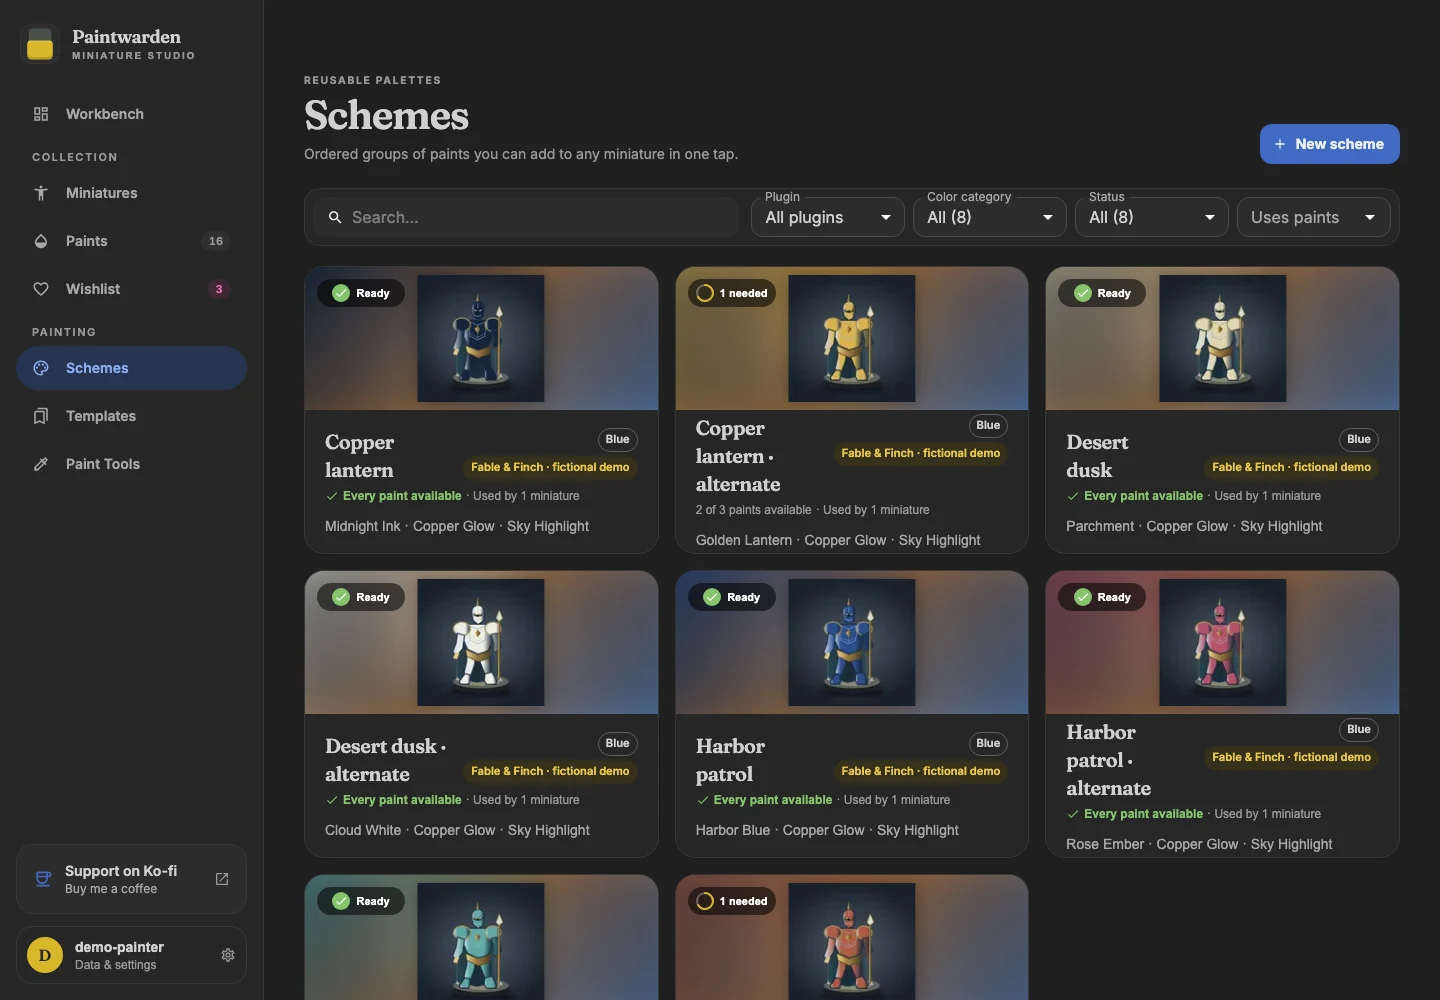 Paintwarden
MINIATURE STUDIO
Workbench
COLLECTION
Miniatures
Paints 16
Wishlist 3
PAINTING
Schemes
Templates
Paint Tools
Support on Ko-fi
Buy me a coffee
D
demo-painter
Data & settings
REUSABLE PALETTES
Schemes
Ordered groups of paints you can add to any miniature in one tap.
+ New scheme
Search...
Plugin
All plugins
Color category
All (8)
Status
All (8)
Uses paints
Ready
Copper
lantern
Blue
Fable & Finch · fictional demo
Every paint available · Used by 1 miniature
Midnight Ink · Copper Glow · Sky Highlight
1 needed
Copper
lantern ·
alternate
Blue
Fable & Finch · fictional demo
2 of 3 paints available · Used by 1 miniature
Golden Lantern · Copper Glow · Sky Highlight
Ready
Desert
dusk
Blue
Fable & Finch · fictional demo
Every paint available · Used by 1 miniature
Parchment · Copper Glow · Sky Highlight
Ready
Desert dusk ·
alternate
Blue
Fable & Finch · fictional demo
Every paint available · Used by 1 miniature
Cloud White · Copper Glow · Sky Highlight
Ready
Harbor
patrol
Blue
Fable & Finch · fictional demo
Every paint available · Used by 1 miniature
Harbor Blue · Copper Glow · Sky Highlight
Ready
Harbor
patrol ·
alternate
Blue
Fable & Finch · fictional demo
Every paint available · Used by 1 miniature
Rose Ember · Copper Glow · Sky Highlight
Ready
1 needed